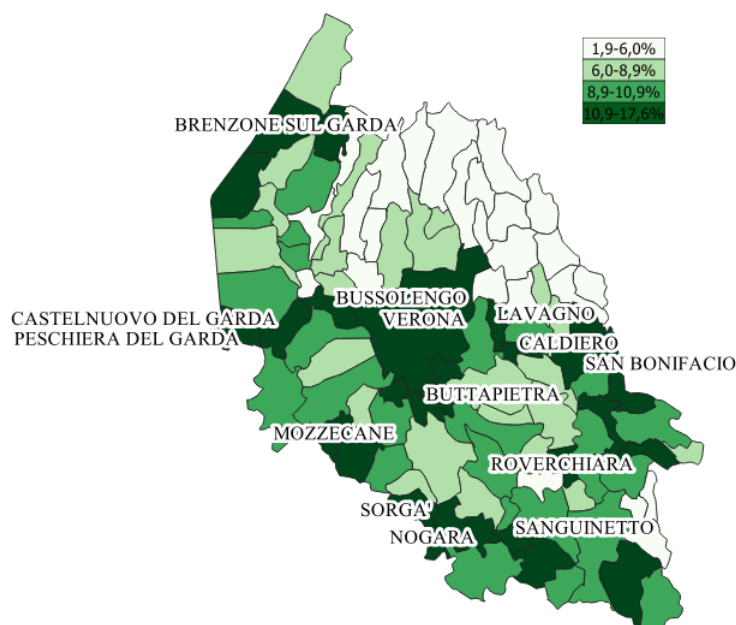 1,9-6,0%
6,0-8,9%
8,9-10,9%
10,9-17,6%
BRENZONE SUL GARDA
BUSSOLENGO
CASTELNUOVO DEL GARDA
VERONA
LAVAGNO
PESCHIERA DEL GARDA
CALDIERO
SAN BONIFACIO
BUTTAPIETRA
MOZZECANE
ROVERCHIARA
SORGA'
SANGUINETTO
NOGARA